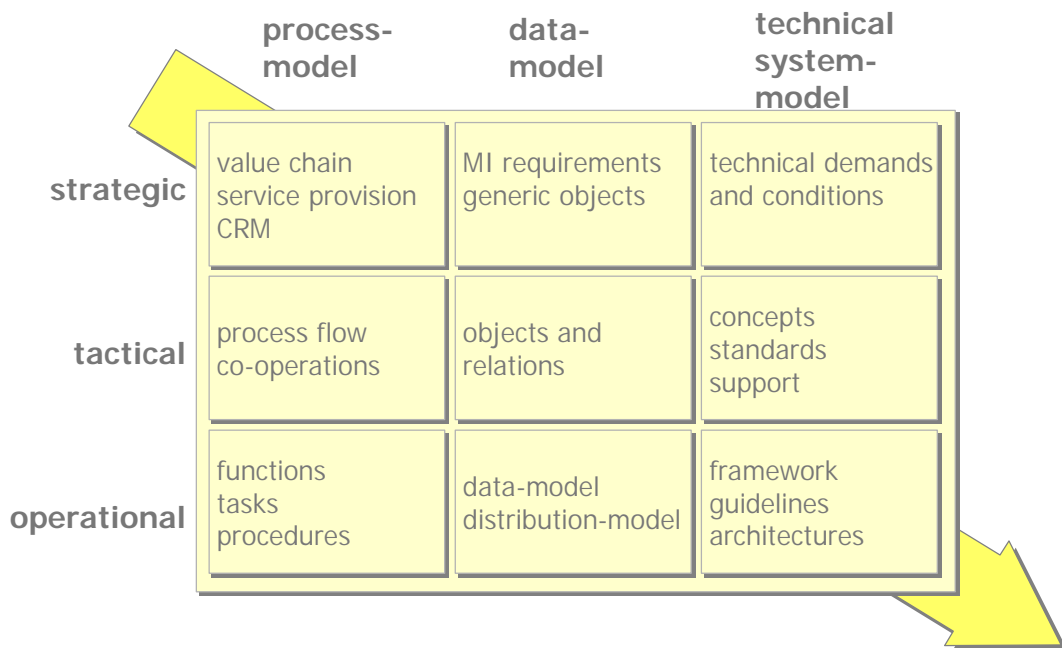 process-
model
data-
model
technical
system-
model
strategic
value chain
service provision
CRM
MI requirements
generic objects
technical demands
and conditions
tactical
process flow
co-operations
objects and
relations
concepts
standards
support
operational
functions
tasks
procedures
data-model
distribution-model
framework
guidelines
architectures